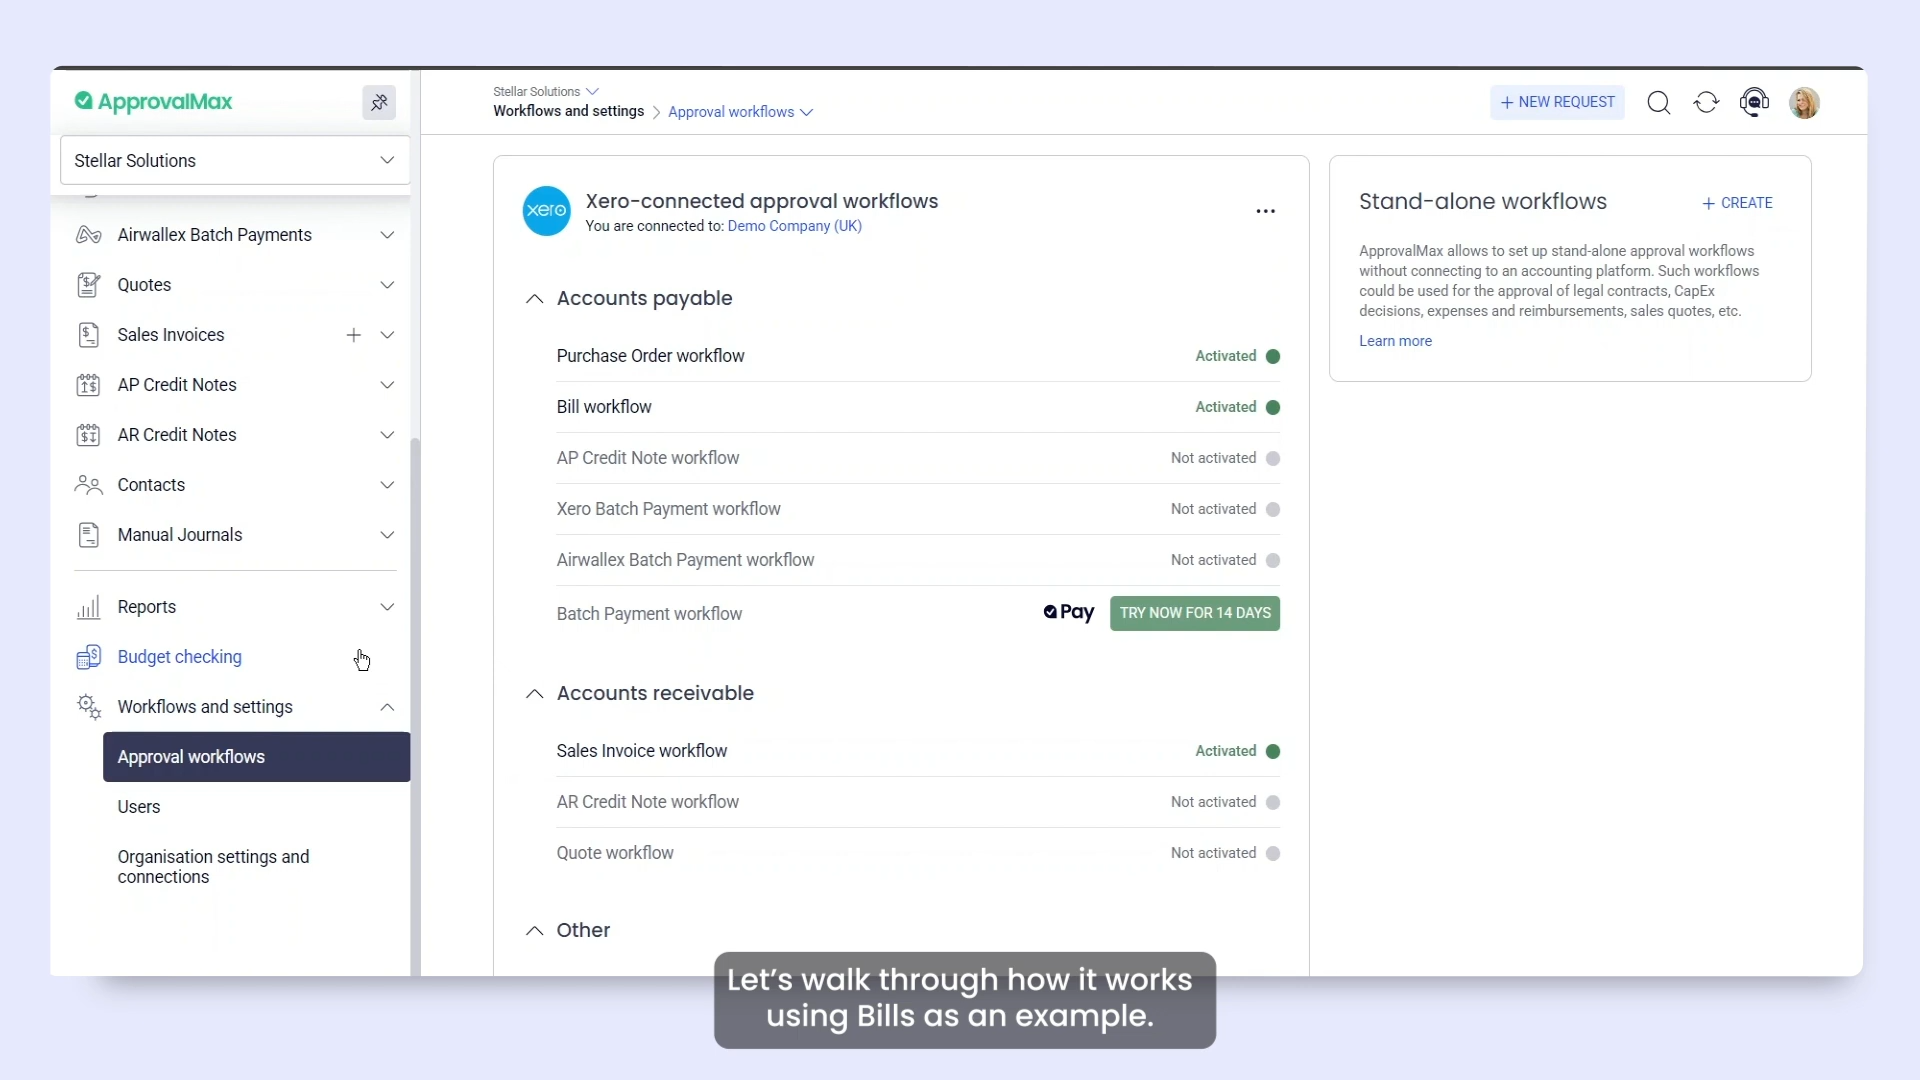 ApprovalMax
Stellar Solutions
Airwallex Batch Payments
Quotes
Sales Invoices
AP Credit Notes
AR Credit Notes
Contacts
Manual Journals
Reports
Budget checking
Workflows and settings
Approval workflows
Users
Organisation settings and
connections
Stellar Solutions
Workflows and settings > Approval workflows
+ NEW REQUEST
xero
Xero-connected approval workflows
You are connected to: Demo Company (UK)
Accounts payable
Purchase Order workflow Activated
Bill workflow Activated
AP Credit Note workflow Not activated
Xero Batch Payment workflow Not activated
Airwallex Batch Payment workflow Not activated
Batch Payment workflow Pay TRY NOW FOR 14 DAYS
Accounts receivable
Sales Invoice workflow Activated
AR Credit Note workflow Not activated
Quote workflow Not activated
Other
Stand-alone workflows + CREATE
ApprovalMax allows to set up stand-alone approval workflows
without connecting to an accounting platform. Such workflows
could be used for the approval of legal contracts, CapEx
decisions, expenses and reimbursements, sales quotes, etc.
Learn more
Let's walk through how it works
using Bills as an example.